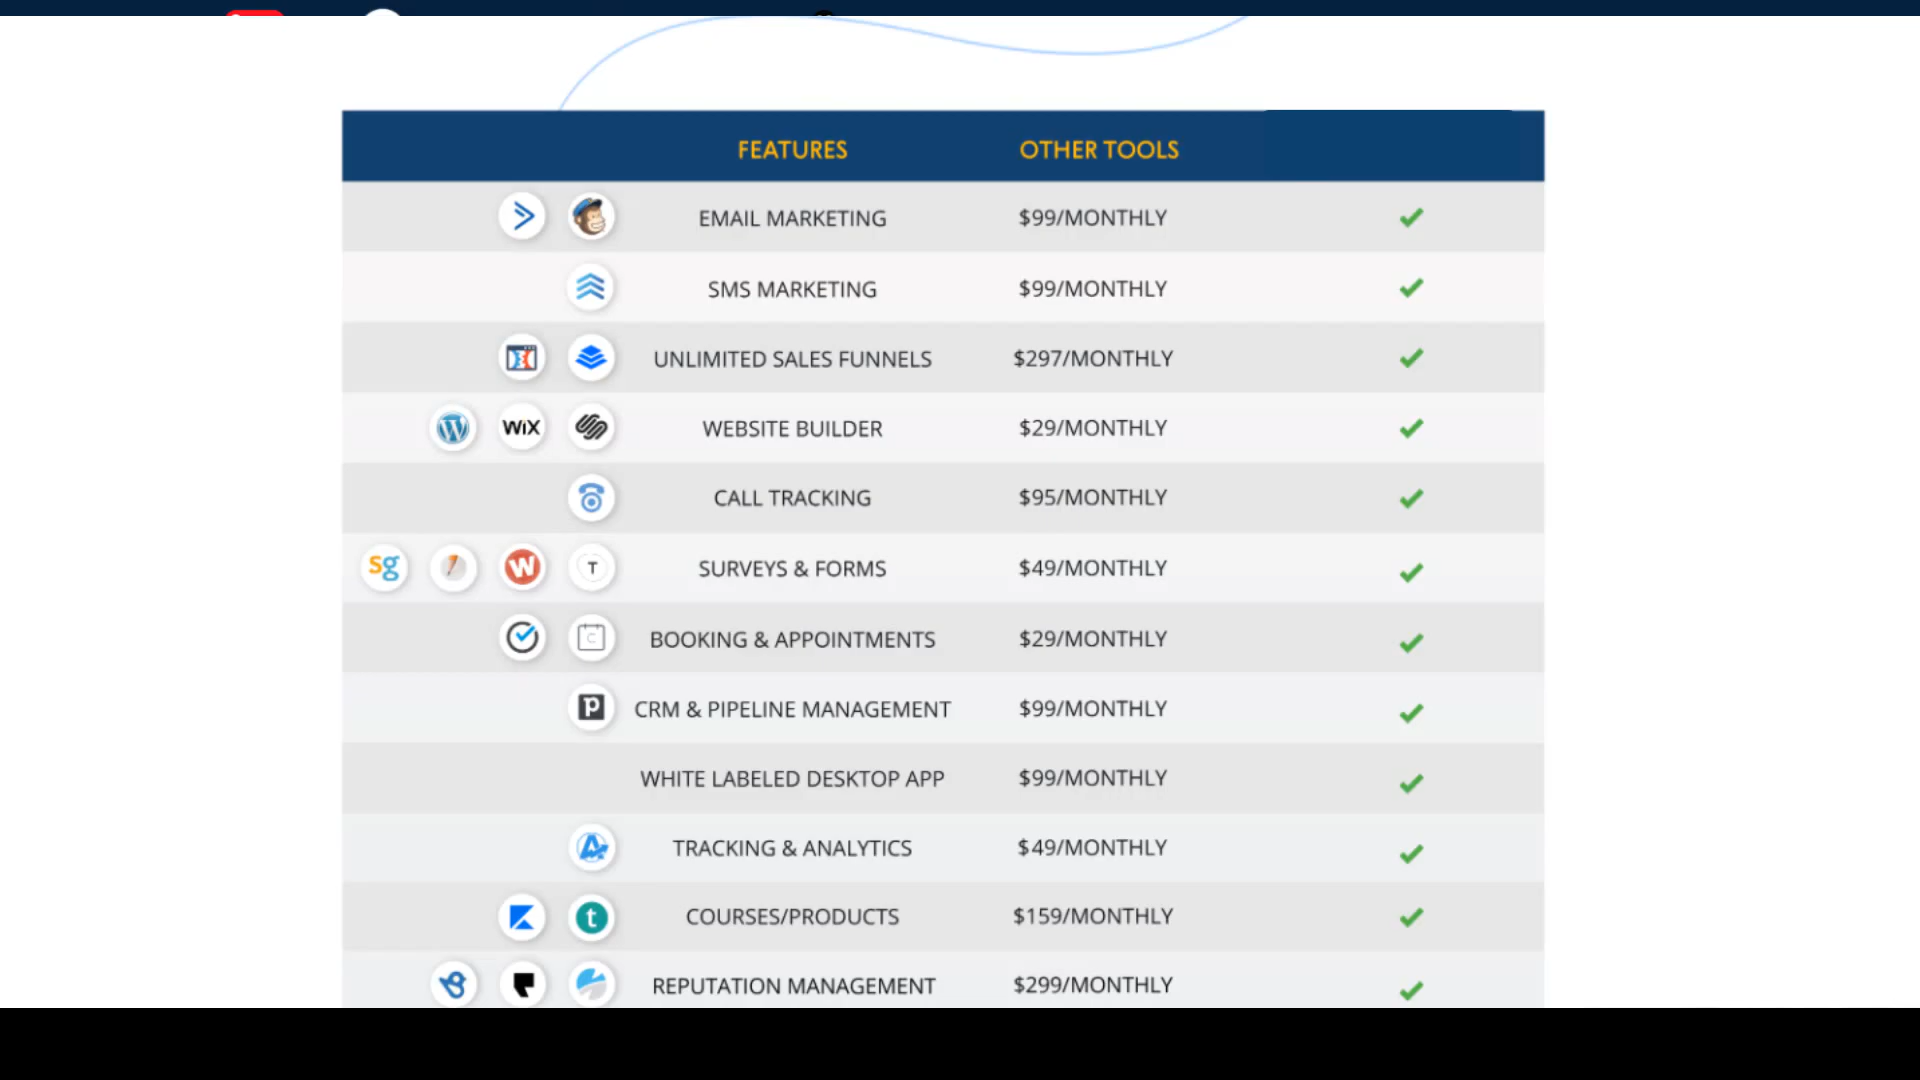 FEATURES OTHER TOOLS
EMAIL MARKETING $99/MONTHLY
SMS MARKETING $99/MONTHLY
UNLIMITED SALES FUNNELS $297/MONTHLY
WIX WEBSITE BUILDER $29/MONTHLY
CALL TRACKING $95/MONTHLY
sg W T SURVEYS & FORMS $49/MONTHLY
C BOOKING & APPOINTMENTS $29/MONTHLY
p CRM & PIPELINE MANAGEMENT $99/MONTHLY
WHITE LABELED DESKTOP APP $99/MONTHLY
TRACKING & ANALYTICS $49/MONTHLY
t COURSES/PRODUCTS $159/MONTHLY
REPUTATION MANAGEMENT $299/MONTHLY